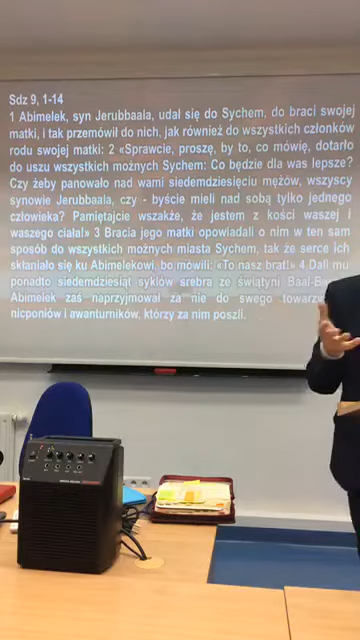 Sdz 9, 1-14
1 Abimelek, syn Jerubbaala, udał się do Sychem, do braci swojej
matki, i tak przemówił do nich, jak również do wszystkich członków
rodu swojej matki: 2 «Sprawcie, proszę, by to, co mówię, dotarło
do uszu wszystkich możnych Sychem: Co będzie dla was lepsze?
Czy żeby panowało nad wami siedemdziesięciu mężów, wszyscy
synowie Jerubbaala, czy - byście mieli nad sobą tylko jednego
człowieka? Pamiętajcie wszakże, że jestem z kości waszej i
waszego ciała!» 3 Bracia jego matki opowiadali o nim w ten sam
sposób do wszystkich możnych miasta Sychem, tak że serce ich
skłaniało się ku Abimelekowi, bo mówili: «To nasz brat!» 4 Dali mu
ponadto siedemdziesiąt syklów srebra ze świątyni
Abimelek zaś naprzyjmował za nie do swego
nicponiów i awanturników, którzy za nim poszli.